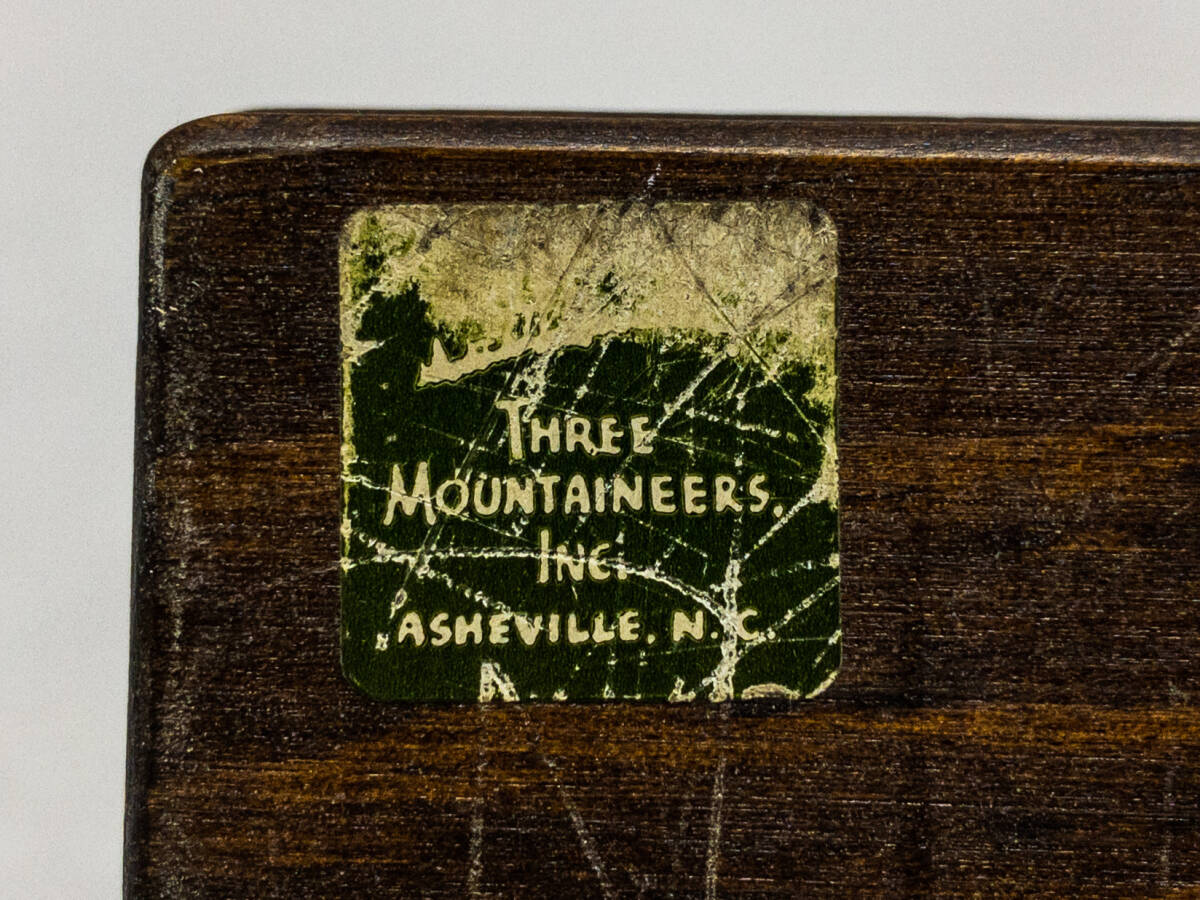 THREE
MOUNTAINEERS,
INC.
ASHEVILLE, N. C.